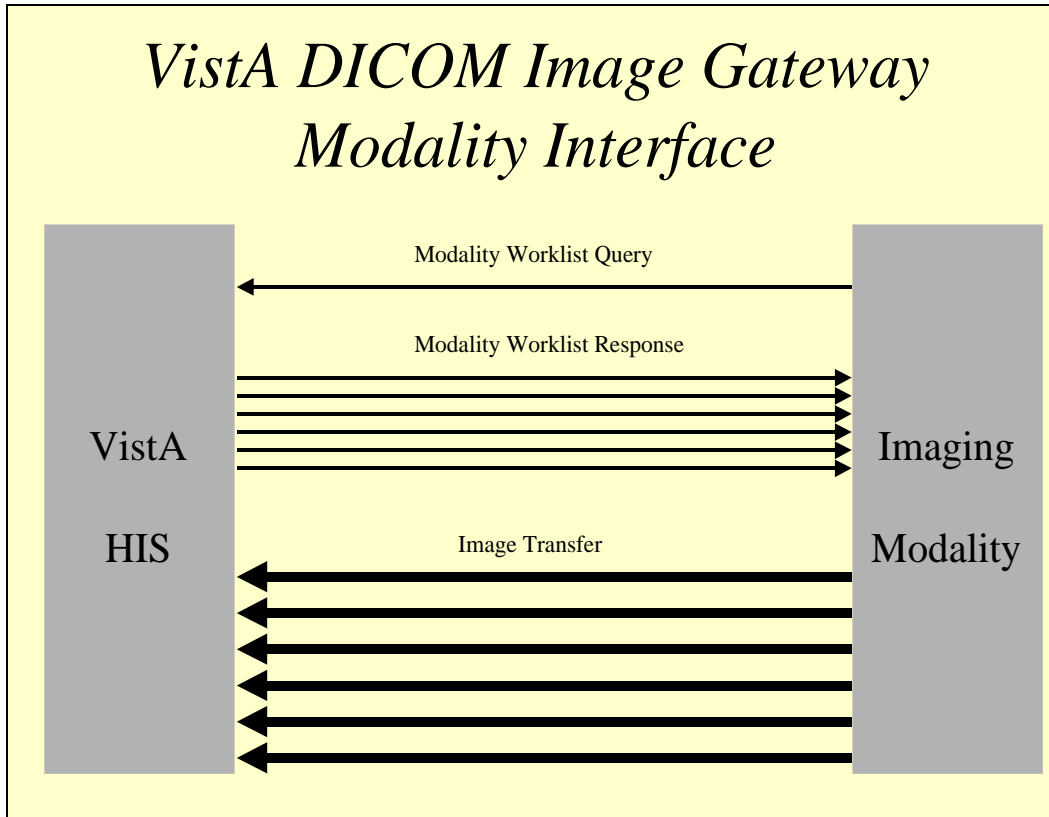 VistA DICOM Image Gateway
Modality Interface
Modality Worklist Query
Modality Worklist Response
VistA
HIS
Imaging
Modality
Image Transfer